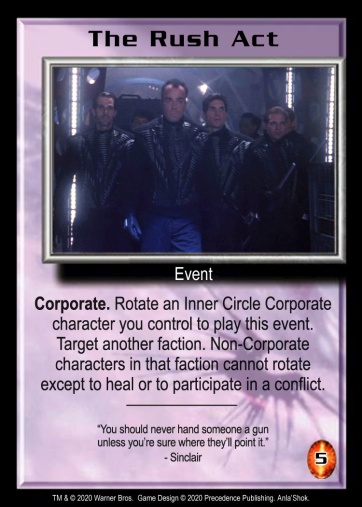 The Rush Act
Event
Corporate. Rotate an Inner Circle Corporate
character you control to play this event.
Target another faction. Non-Corporate
characters in that faction cannot rotate
except to heal or to participate in a conflict.
"You should never hand someone a gun
unless you're sure where they'll point it."
- Sinclair
5
TM & © 2020 Warner Bros. Game Design © 2020 Precedence Publishing. Anla'Shok.